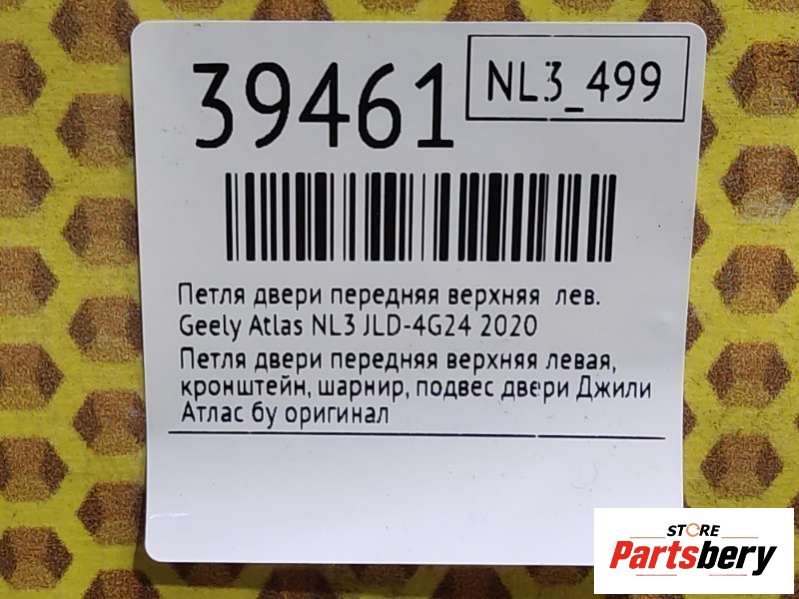 39461
NL3_499
Петля двери передняя верхняя лев.
Geely Atlas NL3 JLD-4G24 2020
Петля двери передняя верхняя левая,
кронштейн, шарнир, подвес двери Джили
Атлас бу оригинал
STORE
Partsbery